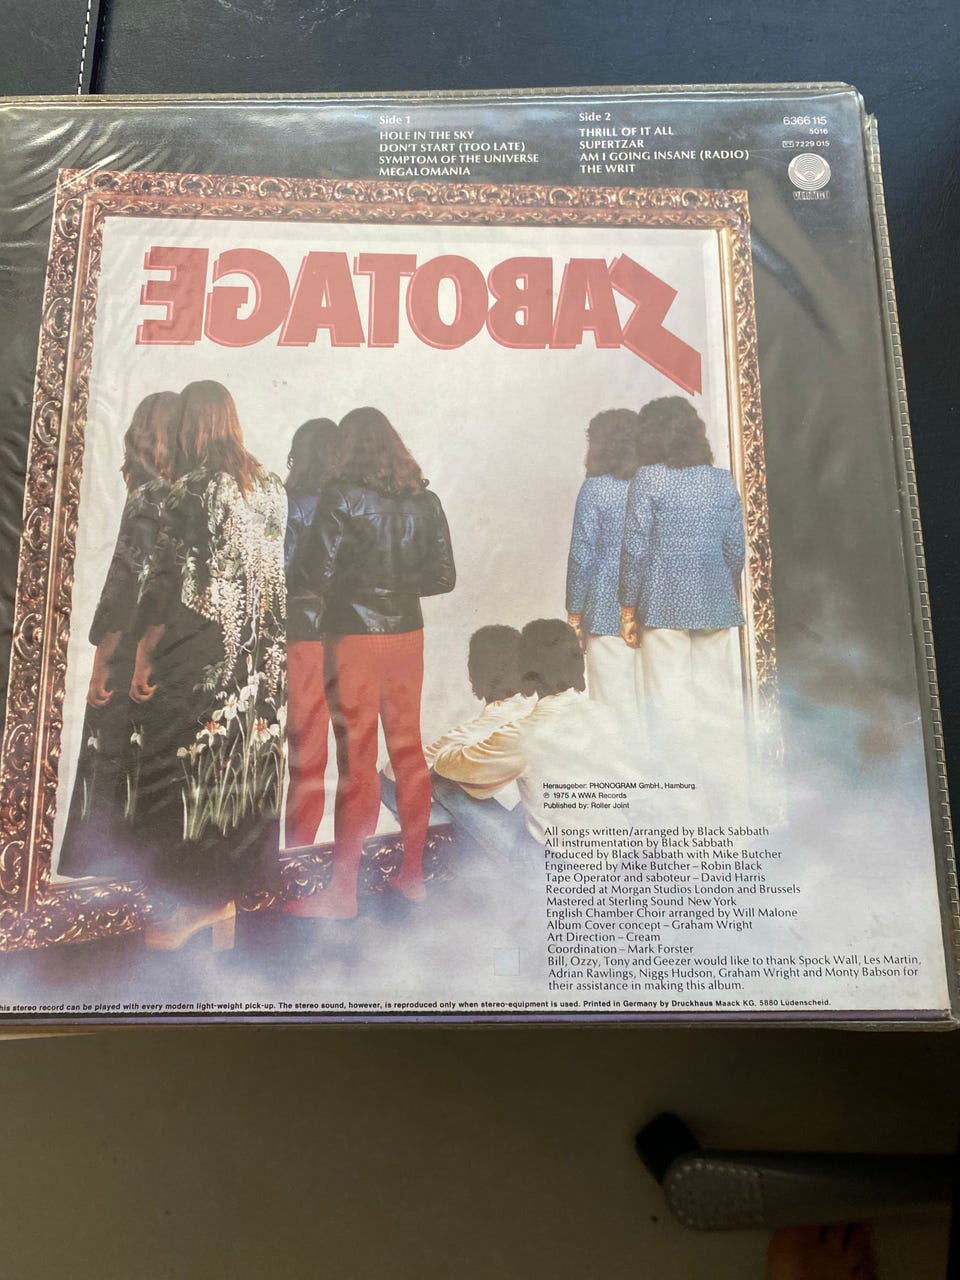 Side 1
HOLE IN THE SKY
DON'T START (TOO LATE)
SYMPTOM OF THE UNIVERSE
MEGALOMANIA
Side 2
THRILL OF IT ALL
SUPERTZAR
AM I GOING INSANE (RADIO)
THE WRIT
6366 115
5016
7229 015
VERTIGO
SABOTAGE
Herausgeber: PHONOGRAM GmbH., Hamburg.
℗ 1975 A WWA Records
Published by: Roller Joint
All songs written/arranged by Black Sabbath
All instrumentation by Black Sabbath
Produced by Black Sabbath with Mike Butcher
Engineered by Mike Butcher – Robin Black
Tape Operator and saboteur – David Harris
Recorded at Morgan Studios London and Brussels
Mastered at Sterling Sound New York
English Chamber Choir arranged by Will Malone
Album Cover concept – Graham Wright
Art Direction – Cream
Coordination – Mark Forster
Bill, Ozzy, Tony and Geezer would like to thank Spock Wall, Les Martin,
Adrian Rawlings, Niggs Hudson, Graham Wright and Monty Babson for
their assistance in making this album.
his stereo record can be played with every modern light-weight pick-up. The stereo sound, however, is reproduced only when stereo-equipment is used. Printed in Germany by Druckhaus Maack KG, 5880 Lüdenscheid.